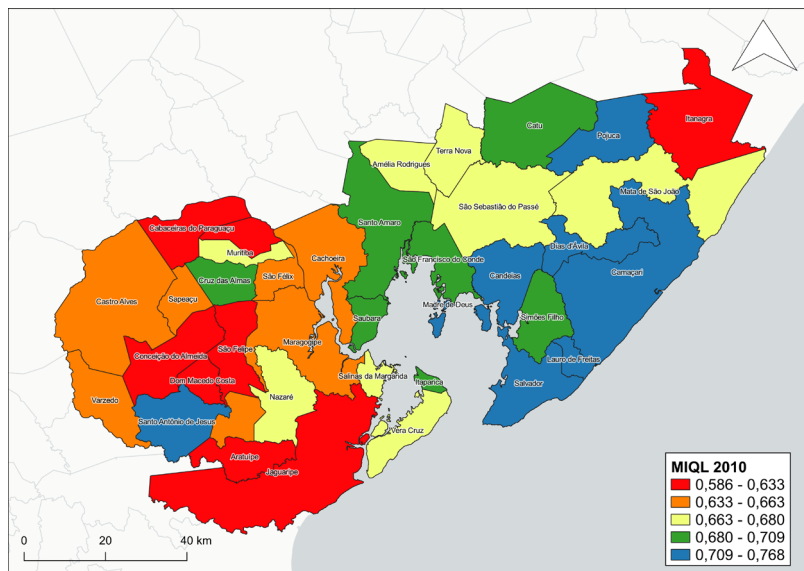 Itanagra
Catu
Pojuca
Terra Nova
Amélia Rodrigues
Mata de São João
São Sebastião do Passé
Santo Amaro
Cabaceiras do Paraguaçu
Muritiba
Dias d'Ávila
Cachoeira
São Francisco do Conde
Camaçari
Candeias
São Félix
Cruz das Almas
Castro Alves
Sapeaçu
Madre de Deus
Saubara
Simões Filho
Maragogipe
São Felipe
Conceição do Almeida
Lauro de Freitas
Salinas da Margarida
Dom Macedo Costa
Itaparica
Salvador
Nazaré
Varzedo
Santo Antônio de Jesus
Vera Cruz
Aratuípe
Jaguaripe
MIQL 2010
0,586 - 0,633
0,633 - 0,663
0,663 - 0,680
0,680 - 0,709
0,709 - 0,768
0 20 40 km